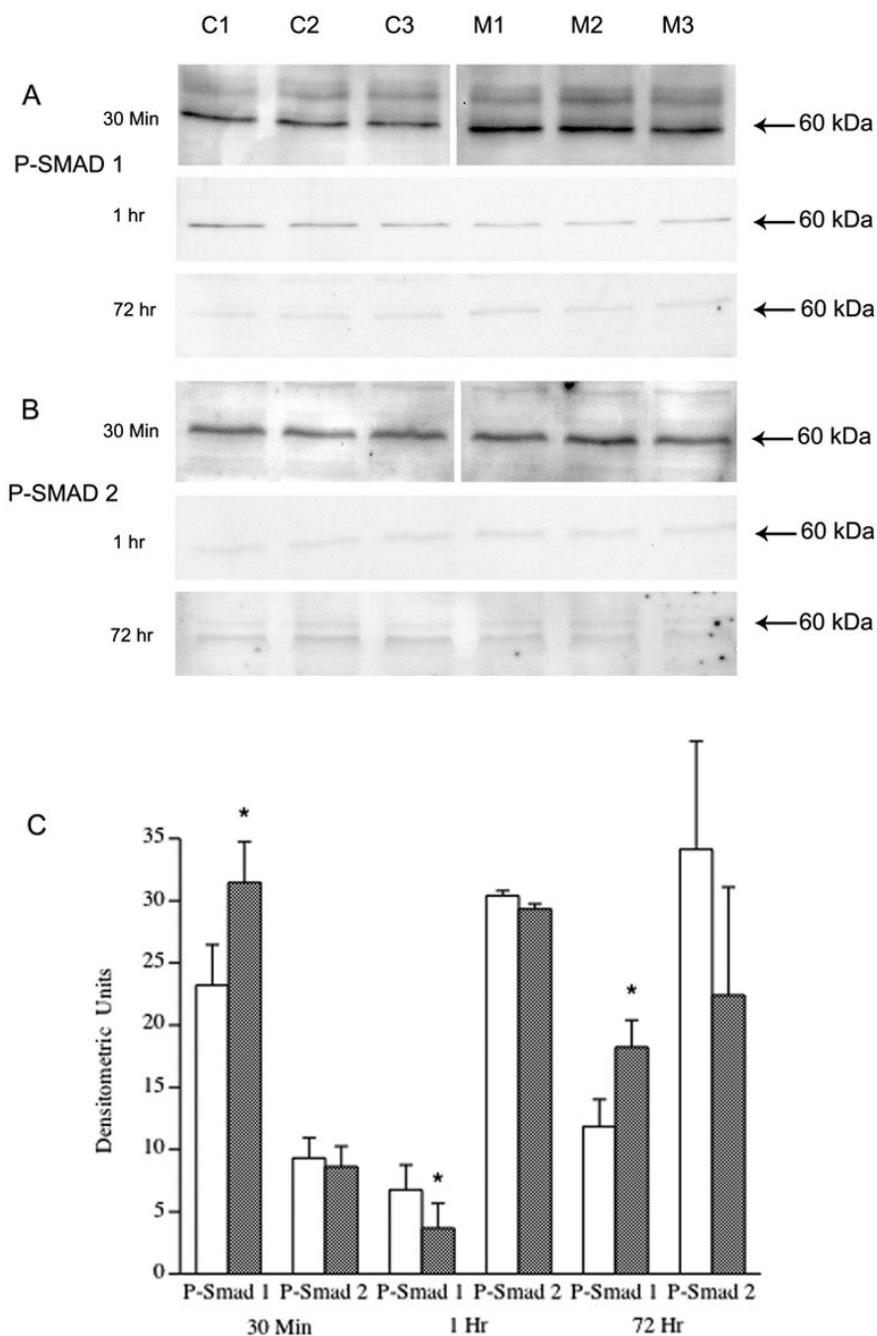 C1 C2 C3 M1 M2 M3
A
30 Min
60 kDa
P-SMAD 1
1 hr
60 kDa
72 hr
60 kDa
B
30 Min
60 kDa
P-SMAD 2
1 hr
60 kDa
72 hr
60 kDa
C
Densitometric Units
35
30
25
20
15
10
5
0
*
*
*
P-Smad 1 P-Smad 2 P-Smad 1 P-Smad 2 P-Smad 1 P-Smad 2
30 Min 1 Hr 72 Hr